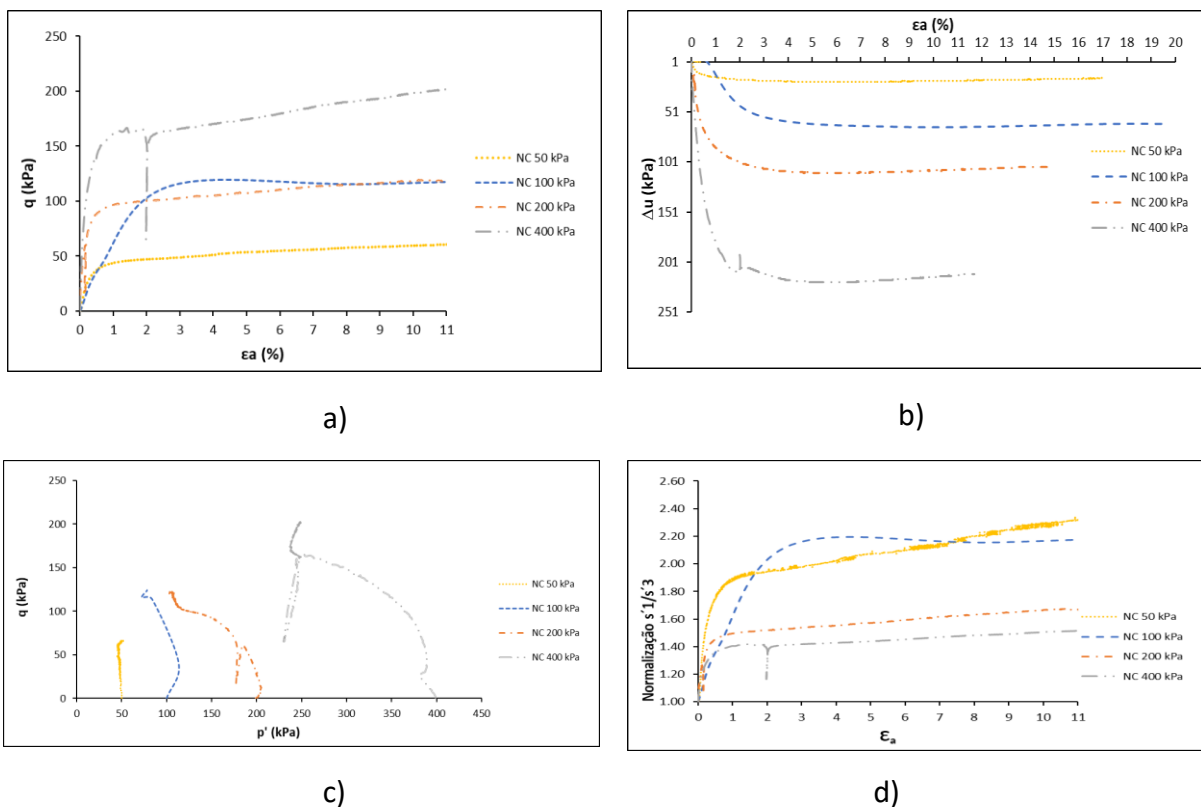 250
200
150
100
50
0
q (kPa)
0 1 2 3 4 5 6 7 8 9 10 11
εa (%)
NC 50 kPa
NC 100 kPa
NC 200 kPa
NC 400 kPa
a)
εa (%)
0 1 2 3 4 5 6 7 8 9 10 11 12 13 14 15 16 17 18 19 20
1
51
101
151
201
251
Δu (kPa)
NC 50 kPa
NC 100 kPa
NC 200 kPa
NC 400 kPa
b)
250
200
150
100
50
0
q (kPa)
0 50 100 150 200 250 300 350 400 450
p' (kPa)
NC 50 kPa
NC 100 kPa
NC 200 kPa
NC 400 kPa
c)
2.60
2.40
2.20
2.00
1.80
1.60
1.40
1.20
1.00
Normalização s´1/s´3
0 1 2 3 4 5 6 7 8 9 10 11
εa
NC 50 kPa
NC 100 kPa
NC 200 kPa
NC 400 kPa
d)